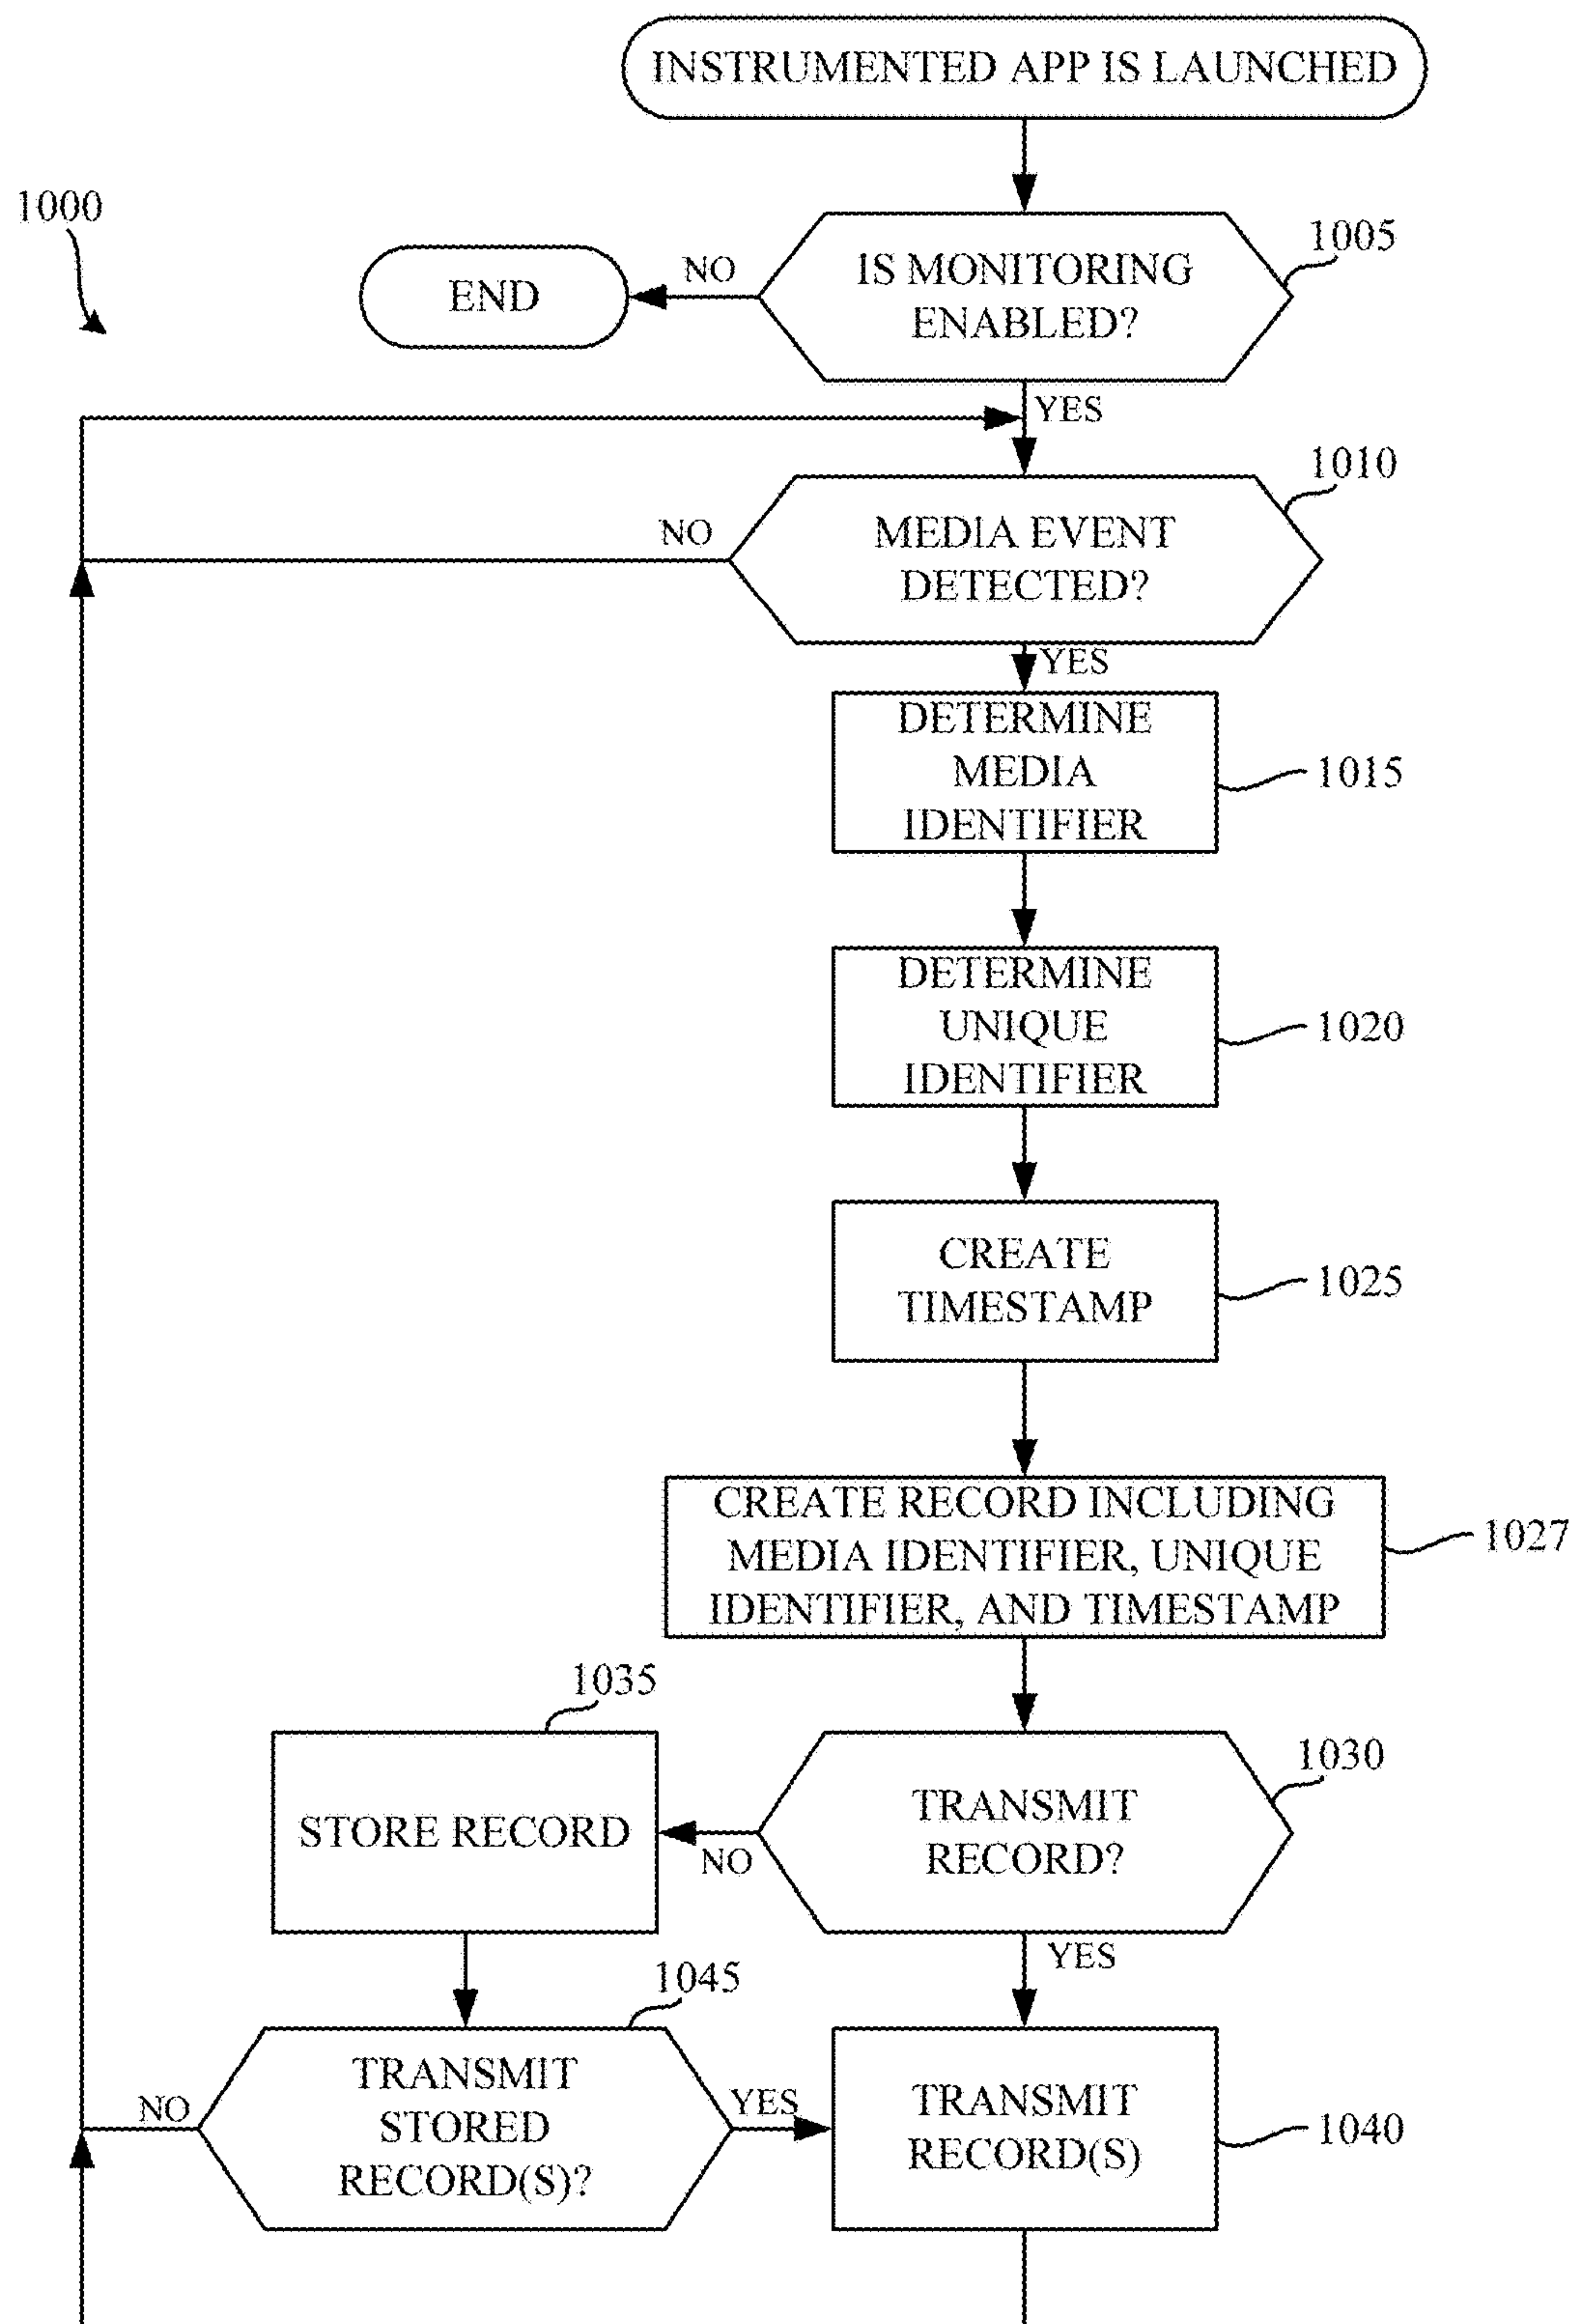 INSTRUMENTED APP IS LAUNCHED
1000
1005
IS MONITORING
ENABLED?
NO
END
YES
1010
MEDIA EVENT
DETECTED?
NO
YES
DETERMINE
MEDIA
IDENTIFIER
1015
DETERMINE
UNIQUE
IDENTIFIER
1020
CREATE
TIMESTAMP
1025
CREATE RECORD INCLUDING
MEDIA IDENTIFIER, UNIQUE
IDENTIFIER, AND TIMESTAMP
1027
1035
STORE RECORD
1030
TRANSMIT
RECORD?
NO
YES
1045
TRANSMIT
STORED
RECORD(S)?
NO
YES
TRANSMIT
RECORD(S)
1040